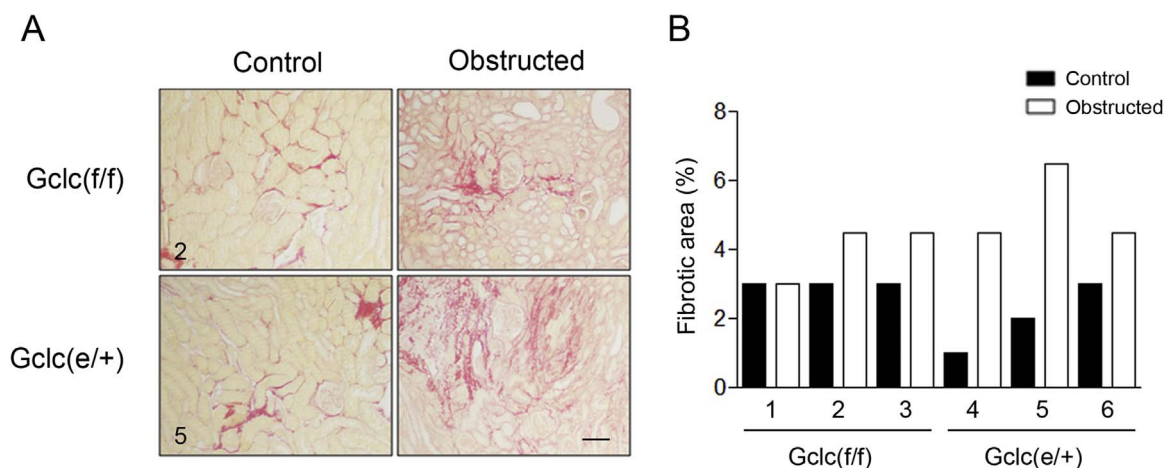 A
Control Obstructed
Gclc(f/f)
2
Gclc(e/+)
5
B
Control
Obstructed
Fibrotic area (%)
8
6
4
2
0
1 2 3 4 5 6
Gclc(f/f) Gclc(e/+)